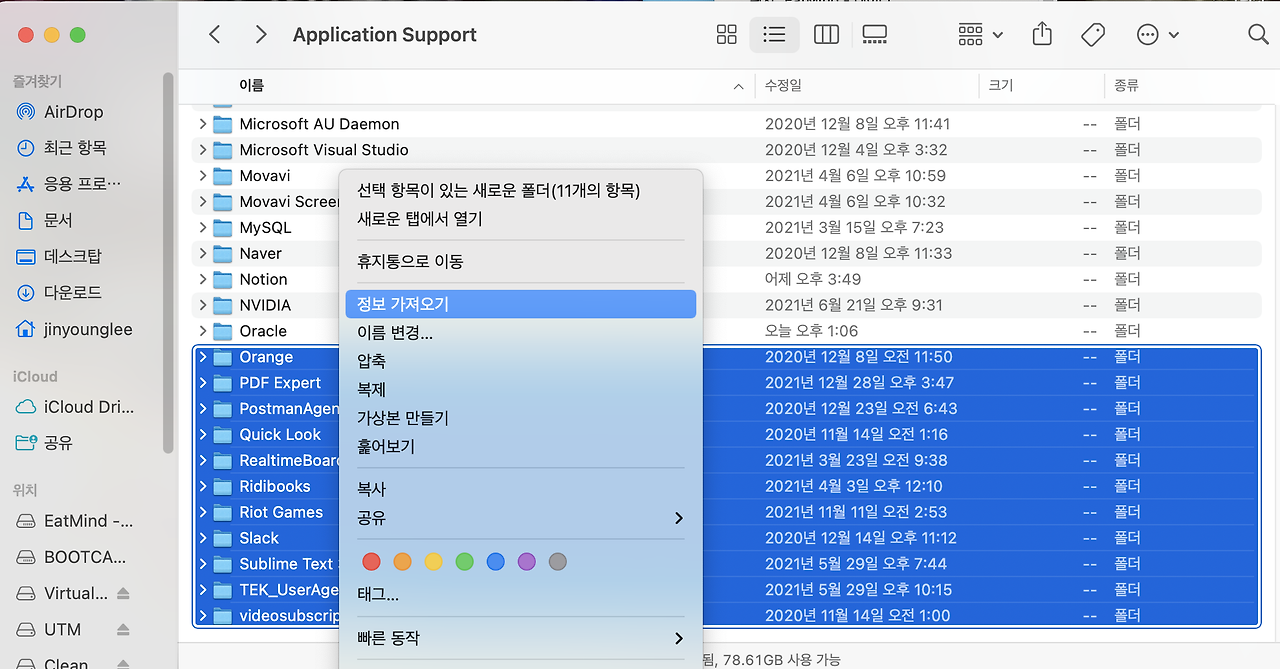 Application Support
즐겨찾기
AirDrop
최근 항목
응용 프로…
문서
데스크탑
다운로드
jinyounglee
iCloud
iCloud Dri…
공유
위치
EatMind -…
BOOTCA…
Virtual…
UTM
Clean
이름 수정일 크기 종류
Microsoft AU Daemon 2020년 12월 8일 오후 11:41 -- 폴더
Microsoft Visual Studio 2020년 12월 4일 오후 3:32 -- 폴더
Movavi 2021년 4월 6일 오후 10:59 -- 폴더
Movavi Screen 2021년 4월 6일 오후 10:32 -- 폴더
MySQL 2021년 3월 15일 오후 7:23 -- 폴더
Naver 2020년 12월 8일 오후 11:33 -- 폴더
Notion 어제 오후 3:49 -- 폴더
NVIDIA 2021년 6월 21일 오후 9:31 -- 폴더
Oracle 오늘 오후 1:06 -- 폴더
Orange 2020년 12월 8일 오전 11:50 -- 폴더
PDF Expert 2021년 12월 28일 오후 3:47 -- 폴더
PostmanAgen 2020년 12월 23일 오전 6:43 -- 폴더
Quick Look 2020년 11월 14일 오전 1:16 -- 폴더
RealtimeBoard 2021년 3월 23일 오전 9:38 -- 폴더
Ridibooks 2021년 4월 3일 오후 12:10 -- 폴더
Riot Games 2021년 11월 11일 오전 2:53 -- 폴더
Slack 2020년 12월 14일 오후 11:12 -- 폴더
Sublime Text 2021년 5월 29일 오후 7:44 -- 폴더
TEK_UserAge 2021년 5월 29일 오후 10:15 -- 폴더
videosubscrip 2020년 11월 14일 오전 1:00 -- 폴더
선택 항목이 있는 새로운 폴더(11개의 항목)
새로운 탭에서 열기
휴지통으로 이동
정보 가져오기
이름 변경...
압축
복제
가상본 만들기
훑어보기
복사
공유
태그...
빠른 동작
됨, 78.61GB 사용 가능